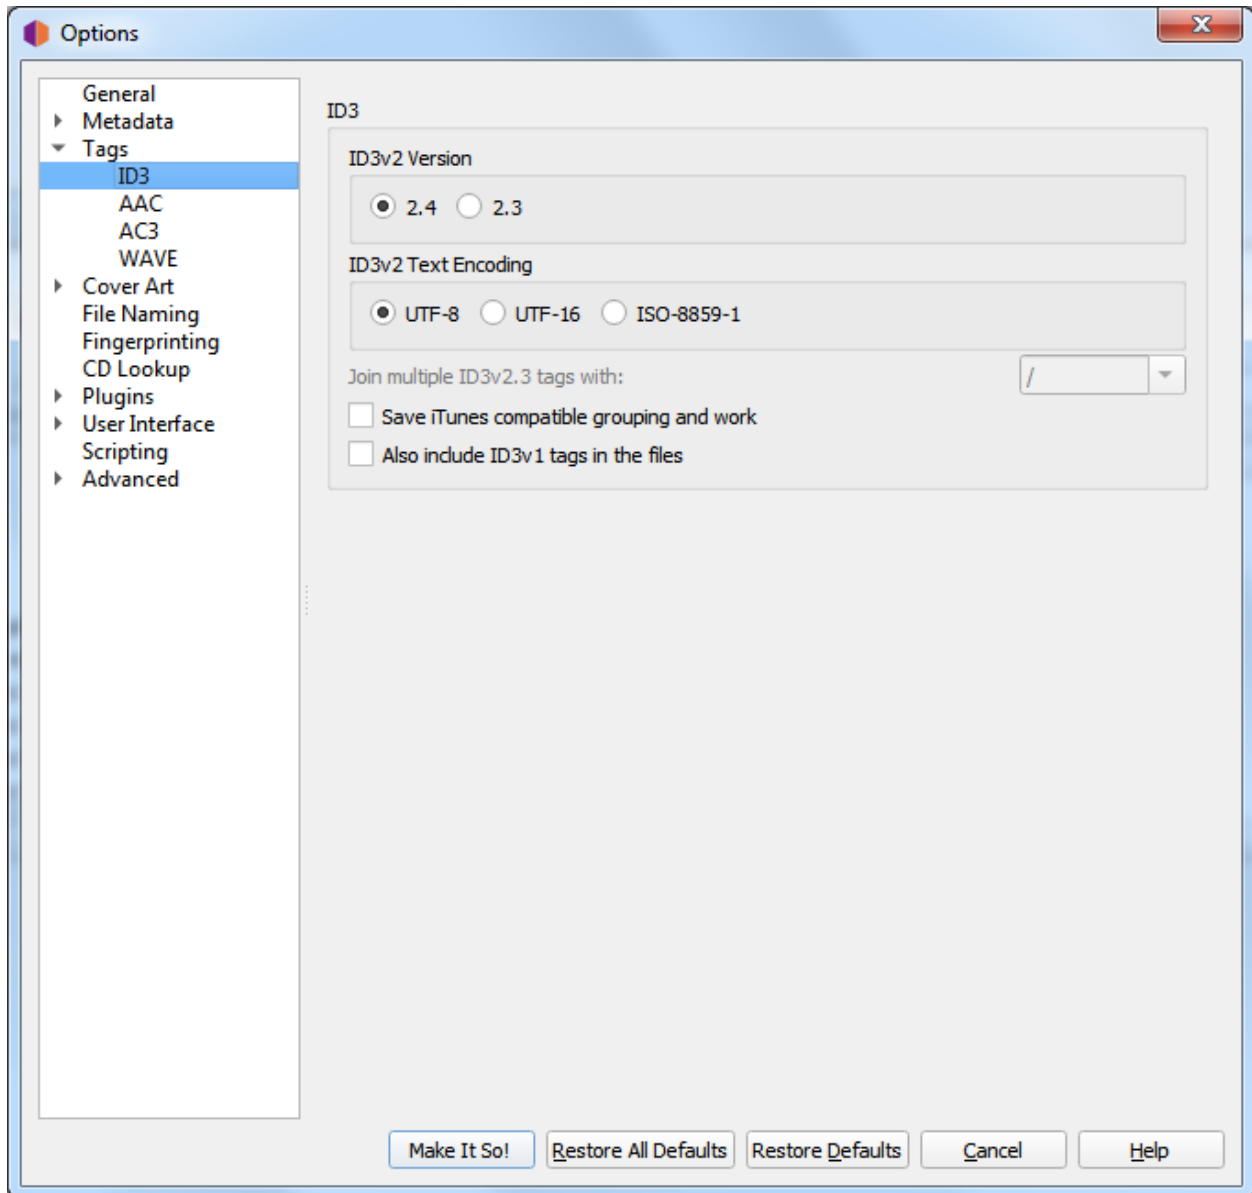 Options
General
Metadata
Tags
ID3
AAC
AC3
WAVE
Cover Art
File Naming
Fingerprinting
CD Lookup
Plugins
User Interface
Scripting
Advanced
ID3
ID3v2 Version
2.4 2.3
ID3v2 Text Encoding
UTF-8 UTF-16 ISO-8859-1
Join multiple ID3v2.3 tags with: /
Save iTunes compatible grouping and work
Also include ID3v1 tags in the files
Make It So! Restore All Defaults Restore Defaults Cancel Help